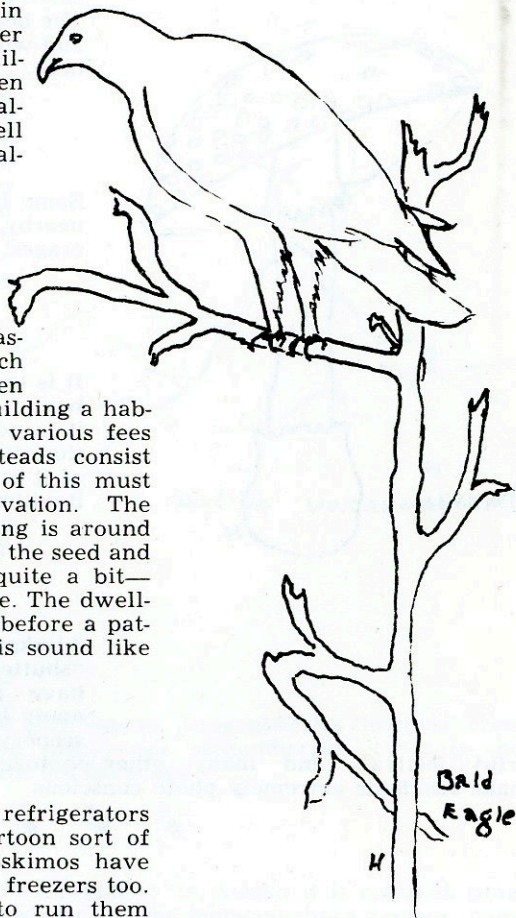 in
er
il-
en
al-
ell
al-
as-
ch
en
uilding a hab-
various fees
teads consist
of this must
vation. The
ng is around
the seed and
quite a bit—
e. The dwell-
before a pat-
is sound like
refrigerators
rtoon sort of
skimos have
freezers too.
to run them
Bald
Eagle
H